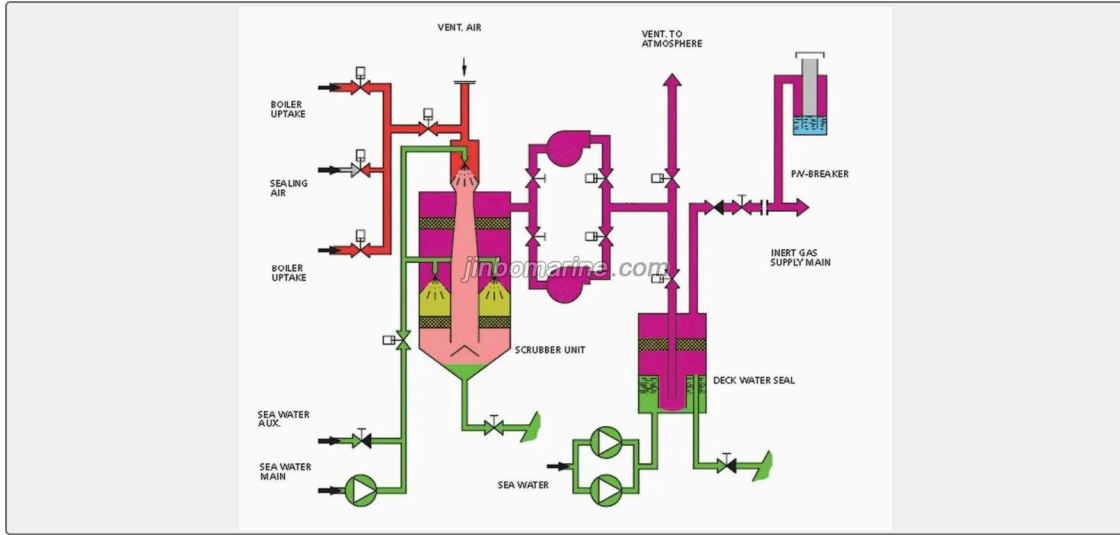 VENT. AIR
VENT. TO
ATMOSPHERE
BOILER
UPTAKE
SEALING
AIR
P/V-BREAKER
BOILER
UPTAKE
jinbomarine.com
INERT GAS
SUPPLY MAIN
SCRUBBER UNIT
DECK WATER SEAL
SEA WATER
AUX.
SEA WATER
MAIN
SEA WATER